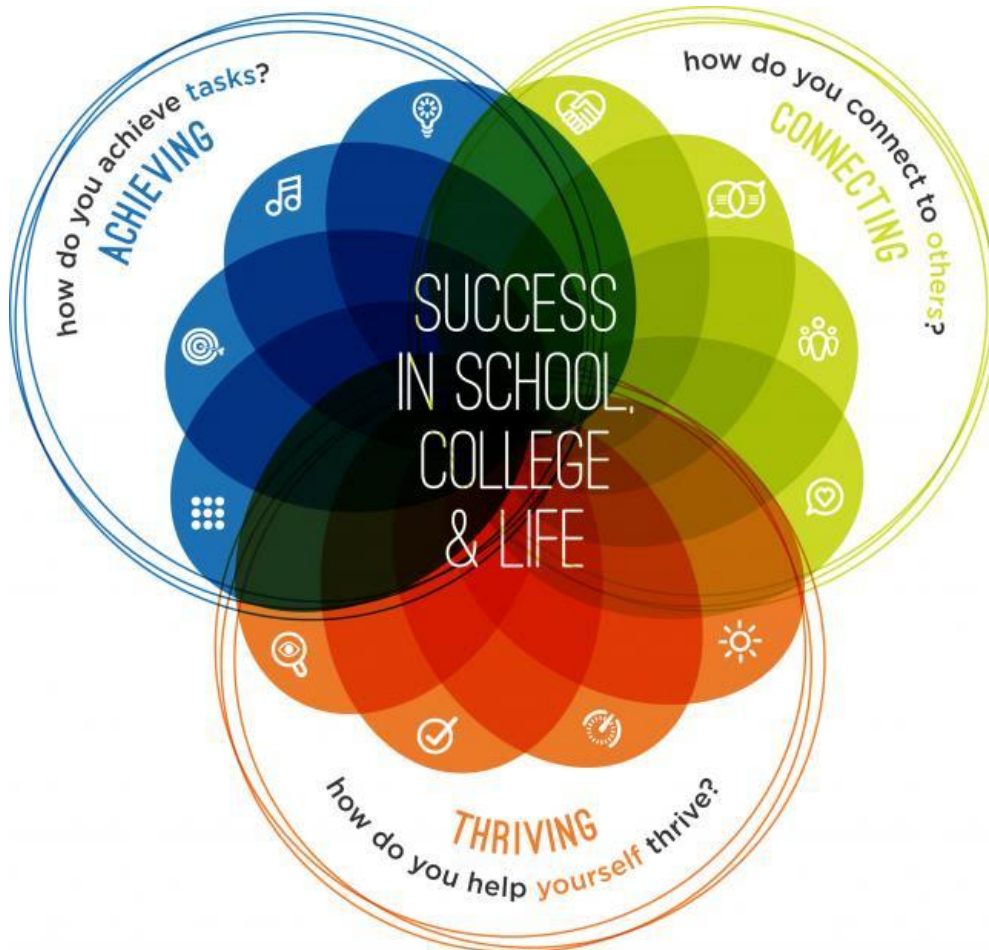 how do you achieve tasks?
ACHIEVING
how do you connect to others?
CONNECTING
SUCCESS
IN SCHOOL,
COLLEGE
& LIFE
THRIVING
how do you help yourself thrive?